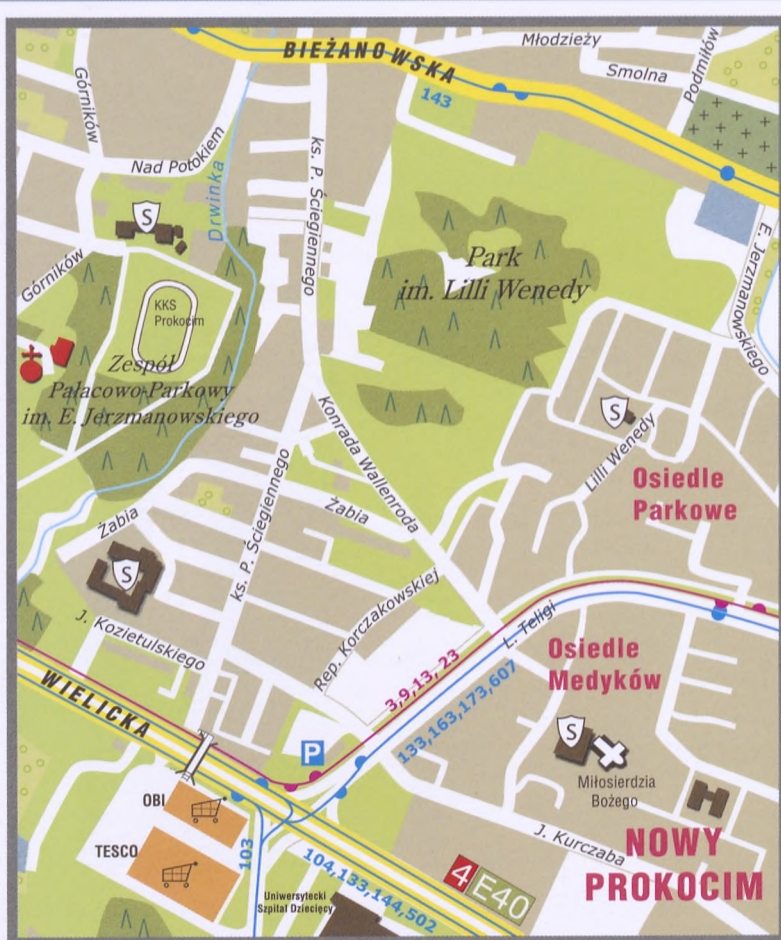 Młodzieży
BIEŻANOWSKA
Smolna
Podmiłów
Górników
143
+ + +
Nad Potokiem
ks. P. Ściegiennego
Drwinka
S
E. Jerzmanowskiego
Górników
Park
im. Lilli Wenedy
KKS
Prokocim
Zespół
Pałacowo-Parkowy
im. E. Jerzmanowskiego
Konrada Wallenroda
S
Lilli Wenedy
Osiedle
Parkowe
ks. P. Ściegiennego
Żabia
Żabia
S
Rep. Korczakowskiej
J. Kozietulskiego
L. Teligi
Osiedle
Medyków
3,9,13, 23
133,163,173,607
WIELICKA
P
S
Miłosierdzia
Bożego
OBI
TESCO
103
J. Kurczaba
NOWY
PROKOCIM
104,133,144,502
4 E40
Uniwersytecki
Szpital Dziecięcy